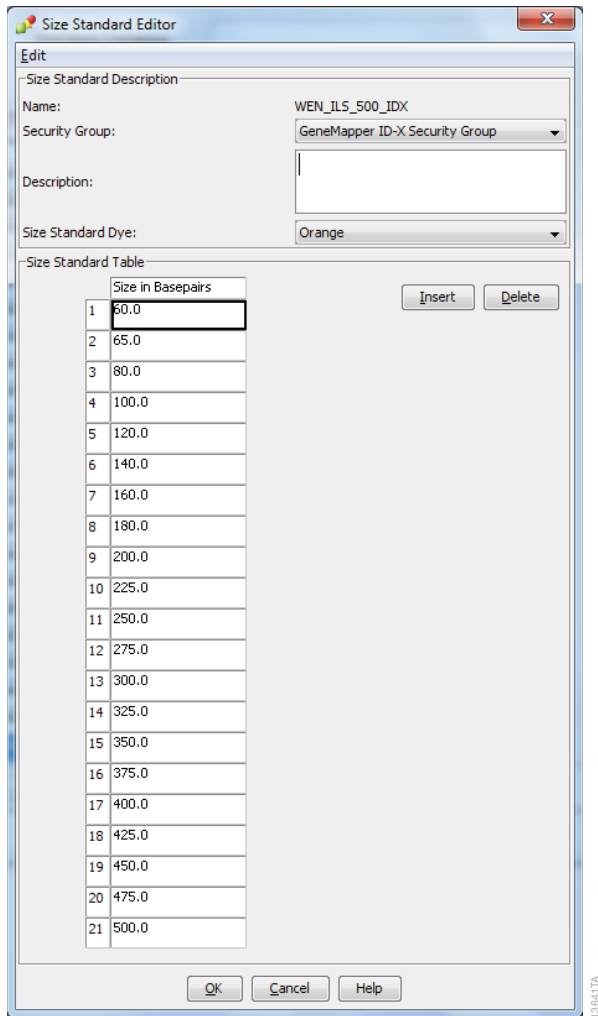 Size Standard Editor
x
Edit
Size Standard Description
Name: WEN_ILS_500_IDX
Security Group: GeneMapper ID-X Security Group
Description:
Size Standard Dye: Orange
Size Standard Table
Size in Basepairs
Insert Delete
1 60.0
2 65.0
3 80.0
4 100.0
5 120.0
6 140.0
7 160.0
8 180.0
9 200.0
10 225.0
11 250.0
12 275.0
13 300.0
14 325.0
15 350.0
16 375.0
17 400.0
18 425.0
19 450.0
20 475.0
21 500.0
OK Cancel Help
13641TA